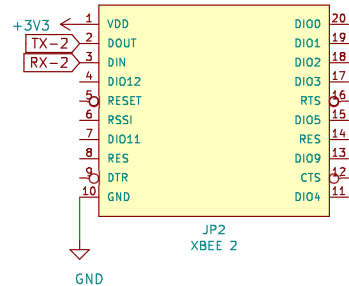 1 VDD DIO0 20
+3V3
TX-2 2 DOUT DIO1 19
RX-2 3 DIN DIO2 18
4 DIO12 DIO3 17
5 RESET RTS 16
6 RSSI DIO5 15
7 DIO11 RES 14
8 RES DIO9 13
9 DTR CTS 12
10 GND DIO4 11
JP2
XBEE 2
GND